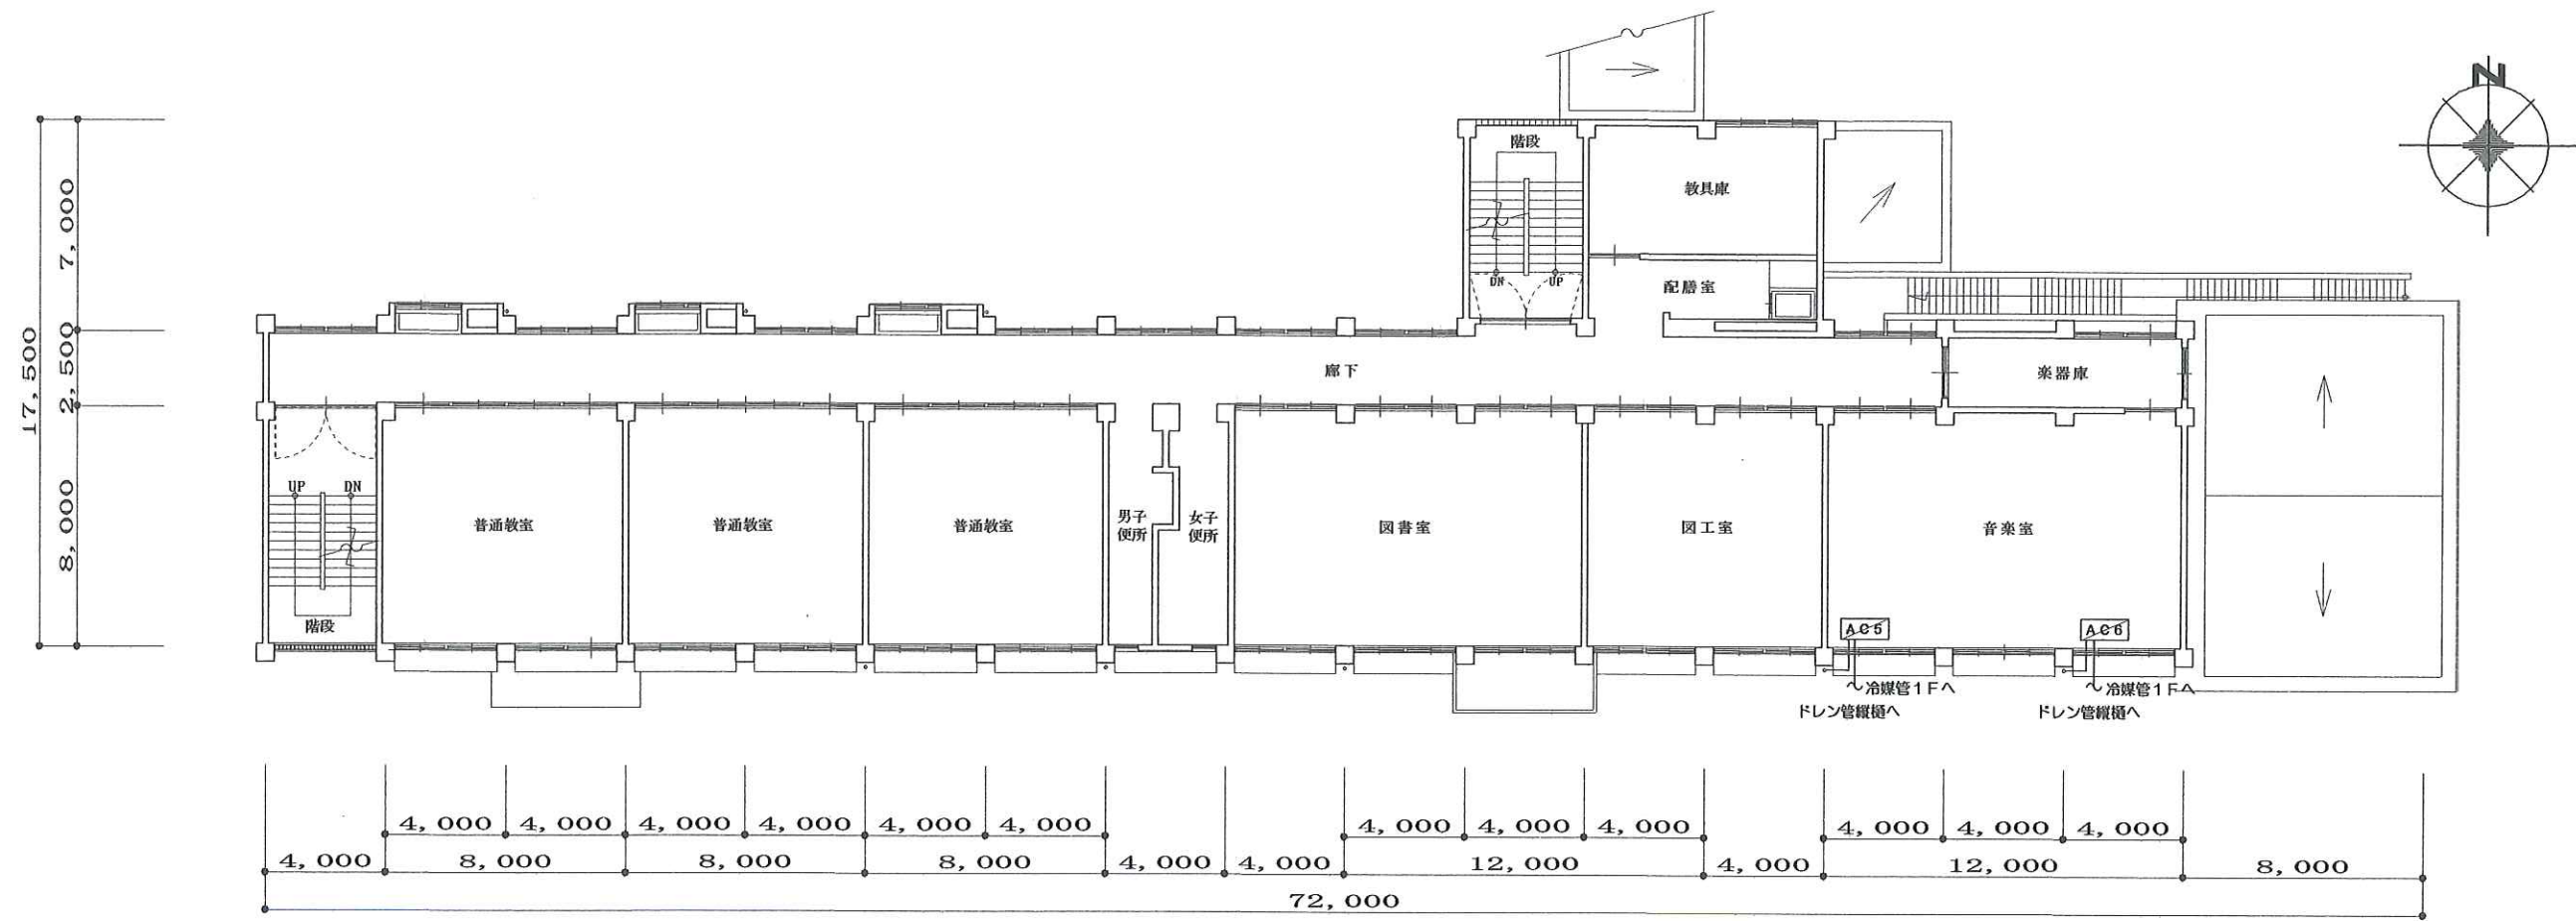 N
階段
教具庫
7,000
DN
UP
配膳室
17,500
2,500
廊下
楽器庫
8,000
UP
DN
普通教室
普通教室
普通教室
男子
便所
女子
便所
図書室
図工室
音楽室
階段
AC5
AC6
冷媒管1Fへ
冷媒管1Fへ
ドレン管縦樋へ
ドレン管縦樋へ
4,000
4,000
4,000
4,000
4,000
4,000
4,000
4,000
4,000
4,000
4,000
4,000
4,000
8,000
8,000
8,000
4,000
4,000
12,000
4,000
12,000
8,000
72,000